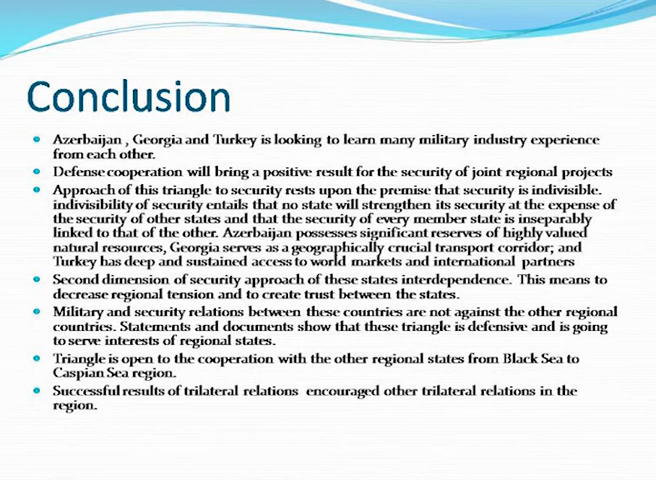 Conclusion
Azerbaijan , Georgia and Turkey is looking to learn many military industry experience
from each other.
Defense cooperation will bring a positive result for the security of joint regional projects
Approach of this triangle to security rests upon the premise that security is indivisible.
indivisibility of security entails that no state will strengthen its security at the expense of
the security of other states and that the security of every member state is inseparably
linked to that of the other. Azerbaijan possesses significant reserves of highly valued
natural resources, Georgia serves as a geographically crucial transport corridor; and
Turkey has deep and sustained access to world markets and international partners
Second dimension of security approach of these states interdependence. This means to
decrease regional tension and to create trust between the states.
Military and security relations between these countries are not against the other regional
countries. Statements and documents show that these triangle is defensive and is going
to serve interests of regional states.
Triangle is open to the cooperation with the other regional states from Black Sea to
Caspian Sea region.
Successful results of trilateral relations encouraged other trilateral relations in the
region.